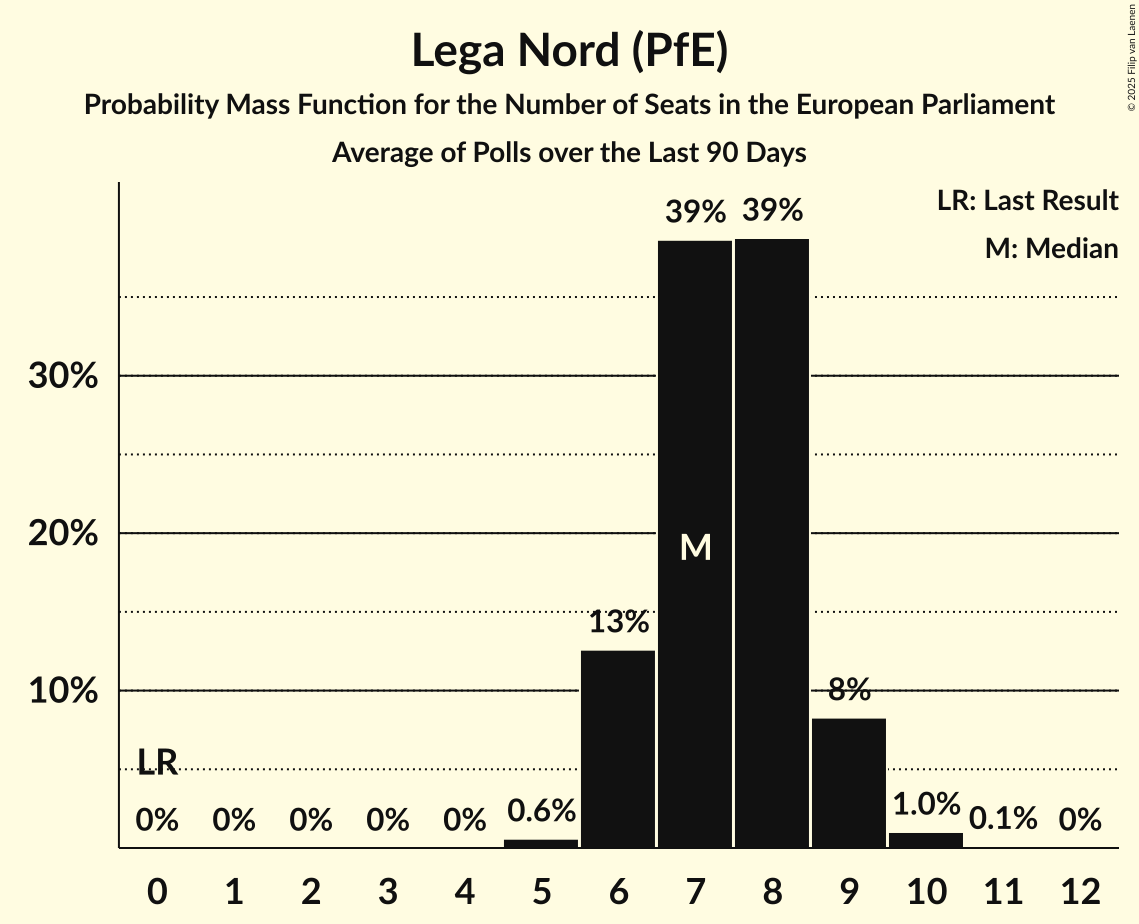 Lega Nord (PfE)
Probability Mass Function for the Number of Seats in the European Parliament
Average of Polls over the Last 90 Days
© 2025 Filip van Laenen
LR: Last Result
M: Median
39% 39%
30%
20%
M
13%
10%
8%
LR
0% 0% 0% 0% 0% 0.6% 1.0% 0.1% 0%
0 1 2 3 4 5 6 7 8 9 10 11 12